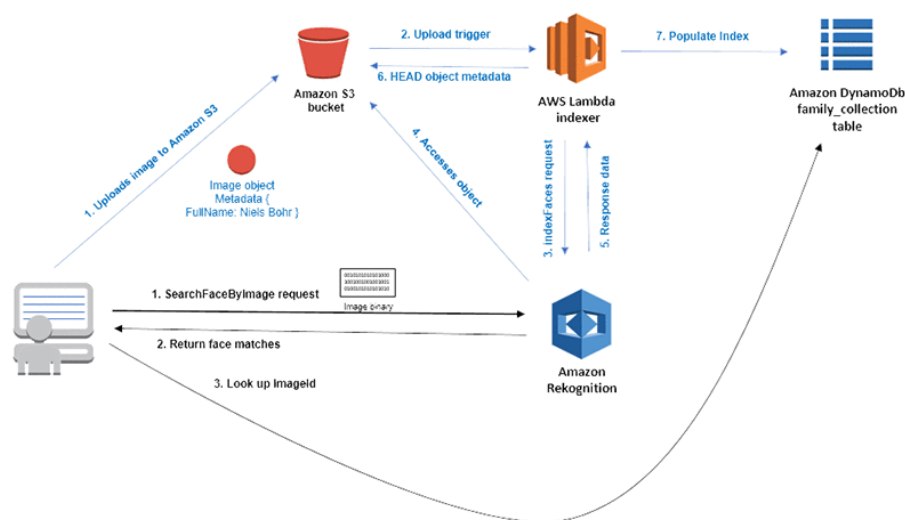 2. Upload trigger
7. Populate Index
6. HEAD object metadata
Amazon S3
bucket
AWS Lambda
indexer
Amazon DynamoDb
family_collection
table
1. Uploads image to Amazon S3
4. Accesses object
3. indexFaces request
5. Response data
Image object
Metadata {
FullName: Niels Bohr }
1. SearchFaceByImage request
Image binary
2. Return face matches
3. Look up ImageId
Amazon
Rekognition